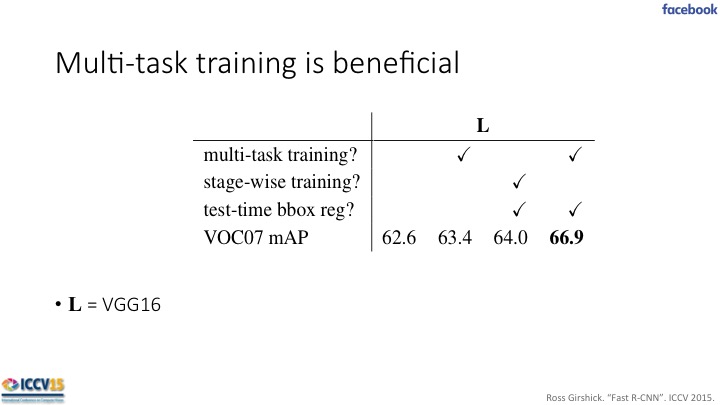 facebook
Multi-task training is beneficial
L
multi-task training? ✓ ✓
stage-wise training? ✓
test-time bbox reg? ✓ ✓
VOC07 mAP 62.6 63.4 64.0 66.9
• L = VGG16
ICCV15
Ross Girshick. “Fast R-CNN”. ICCV 2015.